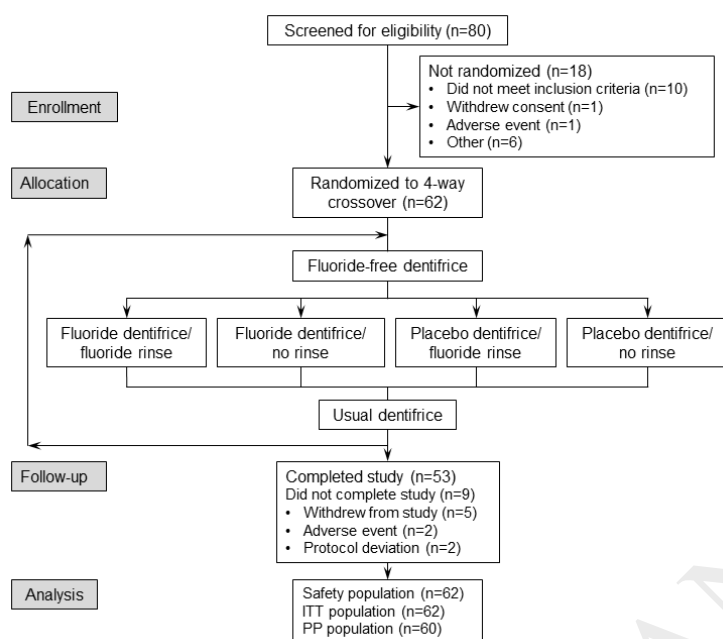 Screened for eligibility (n=80)
Not randomized (n=18)
• Did not meet inclusion criteria (n=10)
• Withdrew consent (n=1)
• Adverse event (n=1)
• Other (n=6)
Enrollment
Allocation
Randomized to 4-way
crossover (n=62)
Fluoride-free dentifrice
Fluoride dentifrice/
fluoride rinse
Fluoride dentifrice/
no rinse
Placebo dentifrice/
fluoride rinse
Placebo dentifrice/
no rinse
Usual dentifrice
Follow-up
Completed study (n=53)
Did not complete study (n=9)
• Withdrew from study (n=5)
• Adverse event (n=2)
• Protocol deviation (n=2)
Analysis
Safety population (n=62)
ITT population (n=62)
PP population (n=60)